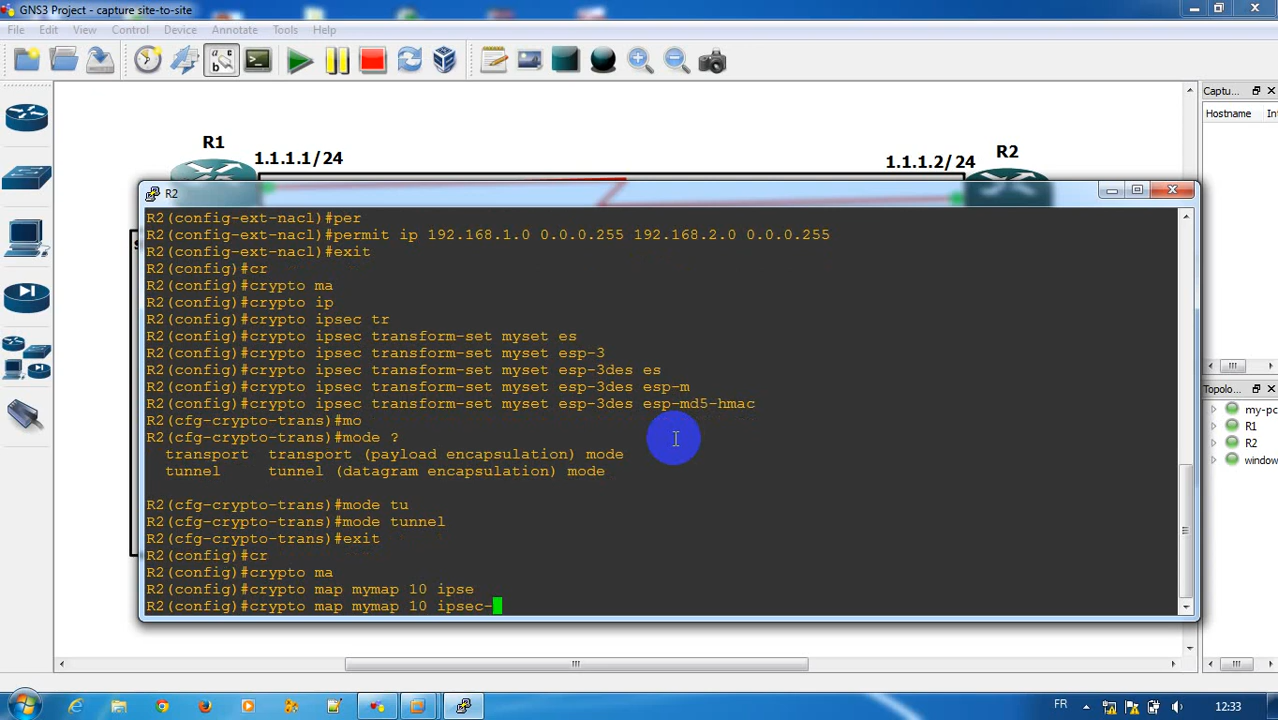 GNS3 Project - capture site-to-site
File Edit View Control Device Annotate Tools Help
Captu...
Hostname In
R1
1.1.1.1/24
1.1.1.2/24
R2
R2
R2(config-ext-nacl)#per
R2(config-ext-nacl)#permit ip 192.168.1.0 0.0.0.255 192.168.2.0 0.0.0.255
R2(config-ext-nacl)#exit
R2(config)#cr
R2(config)#crypto ma
R2(config)#crypto ip
R2(config)#crypto ipsec tr
R2(config)#crypto ipsec transform-set myset es
R2(config)#crypto ipsec transform-set myset esp-3
R2(config)#crypto ipsec transform-set myset esp-3des es
R2(config)#crypto ipsec transform-set myset esp-3des esp-m
R2(config)#crypto ipsec transform-set myset esp-3des esp-md5-hmac
R2(cfg-crypto-trans)#mo
R2(cfg-crypto-trans)#mode ?
transport transport (payload encapsulation) mode
tunnel tunnel (datagram encapsulation) mode
R2(cfg-crypto-trans)#mode tu
R2(cfg-crypto-trans)#mode tunnel
R2(cfg-crypto-trans)#exit
R2(config)#cr
R2(config)#crypto ma
R2(config)#crypto map mymap 10 ipse
R2(config)#crypto map mymap 10 ipsec-
Topolo...
my-pc
R1
R2
window
FR
12:33